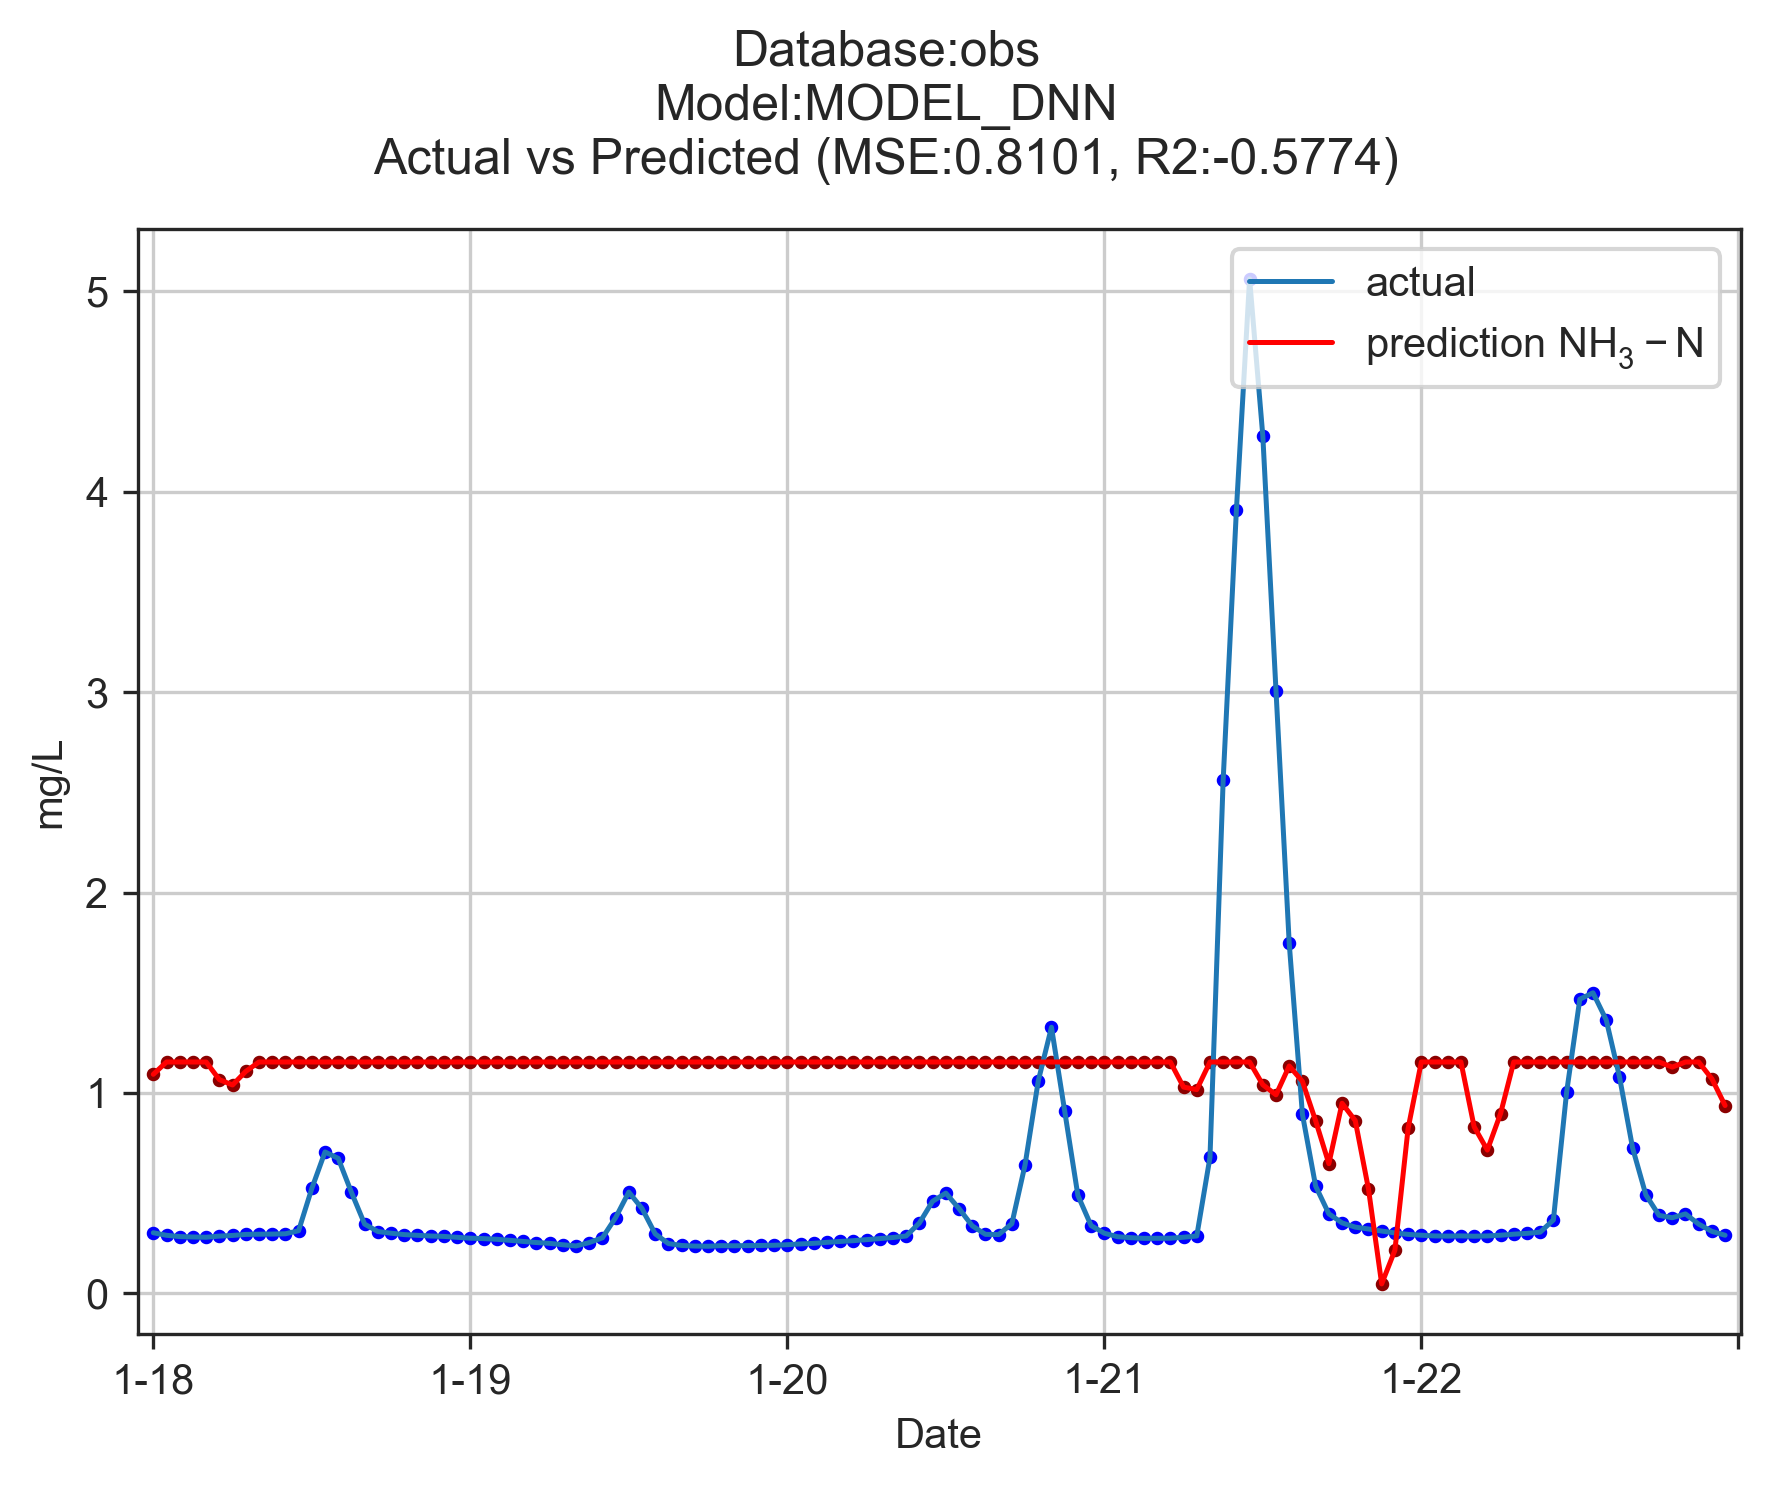 Database:obs
Model:MODEL_DNN
Actual vs Predicted (MSE:0.8101, R2:-0.5774)
actual
prediction NH₃ − N
5
4
3
2
1
0
mg/L
1-18 1-19 1-20 1-21 1-22
Date